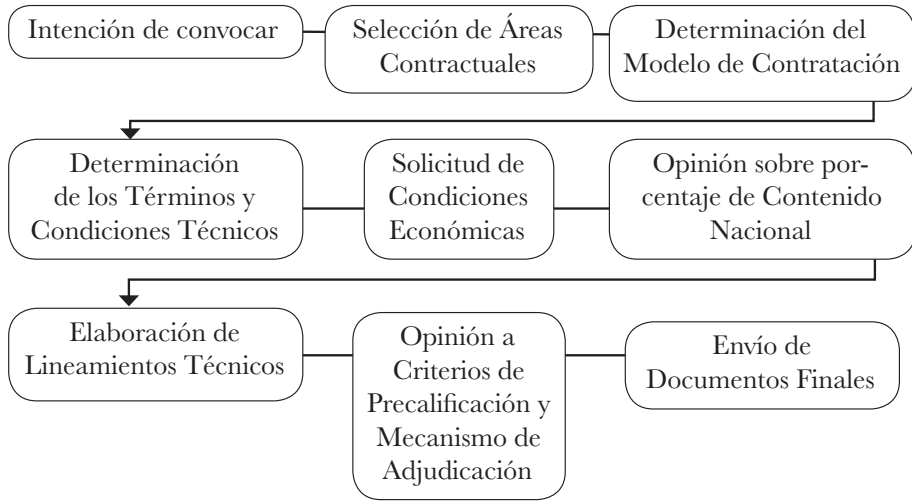 Intención de convocar
Selección de Áreas
Contractuales
Determinación del
Modelo de Contratación
Determinación
de los Términos y
Condiciones Técnicos
Solicitud de
Condiciones
Económicas
Opinión sobre por-
centaje de Contenido
Nacional
Elaboración de
Lineamientos Técnicos
Opinión a
Criterios de
Precalificación y
Mecanismo de
Adjudicación
Envío de
Documentos Finales